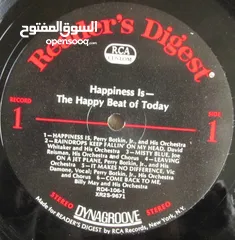 السوق المفتوح
opensooq.com
Reader's Digest®
RCA
CUSTOM
Happiness Is—
The Happy Beat of Today
RECORD
1
SIDE
1
1—HAPPINESS IS, Perry Botkin, Jr., and His Orchestra
2—RAINDROPS KEEP FALLIN' ON MY HEAD, David
Whitaker and His Orchestra 3—MISTY BLUE, Joe
Reisman, His Orchestra and Chorus 4—LEAVING
ON A JET PLANE, Perry Botkin, Jr., His Orchestra
and Chorus 5—IT MAKES NO DIFFERENCE, Vic
Damone, Vocal; Perry Botkin, Jr., His Orchestra
and Chorus 6—COME BACK TO ME,
Billy May and His Orchestra
RD4-106-1
XRIS-9671
STEREO
DYNAGROOVE
STEREO
Made for READER'S DIGEST by RCA Records, New York, N.Y.